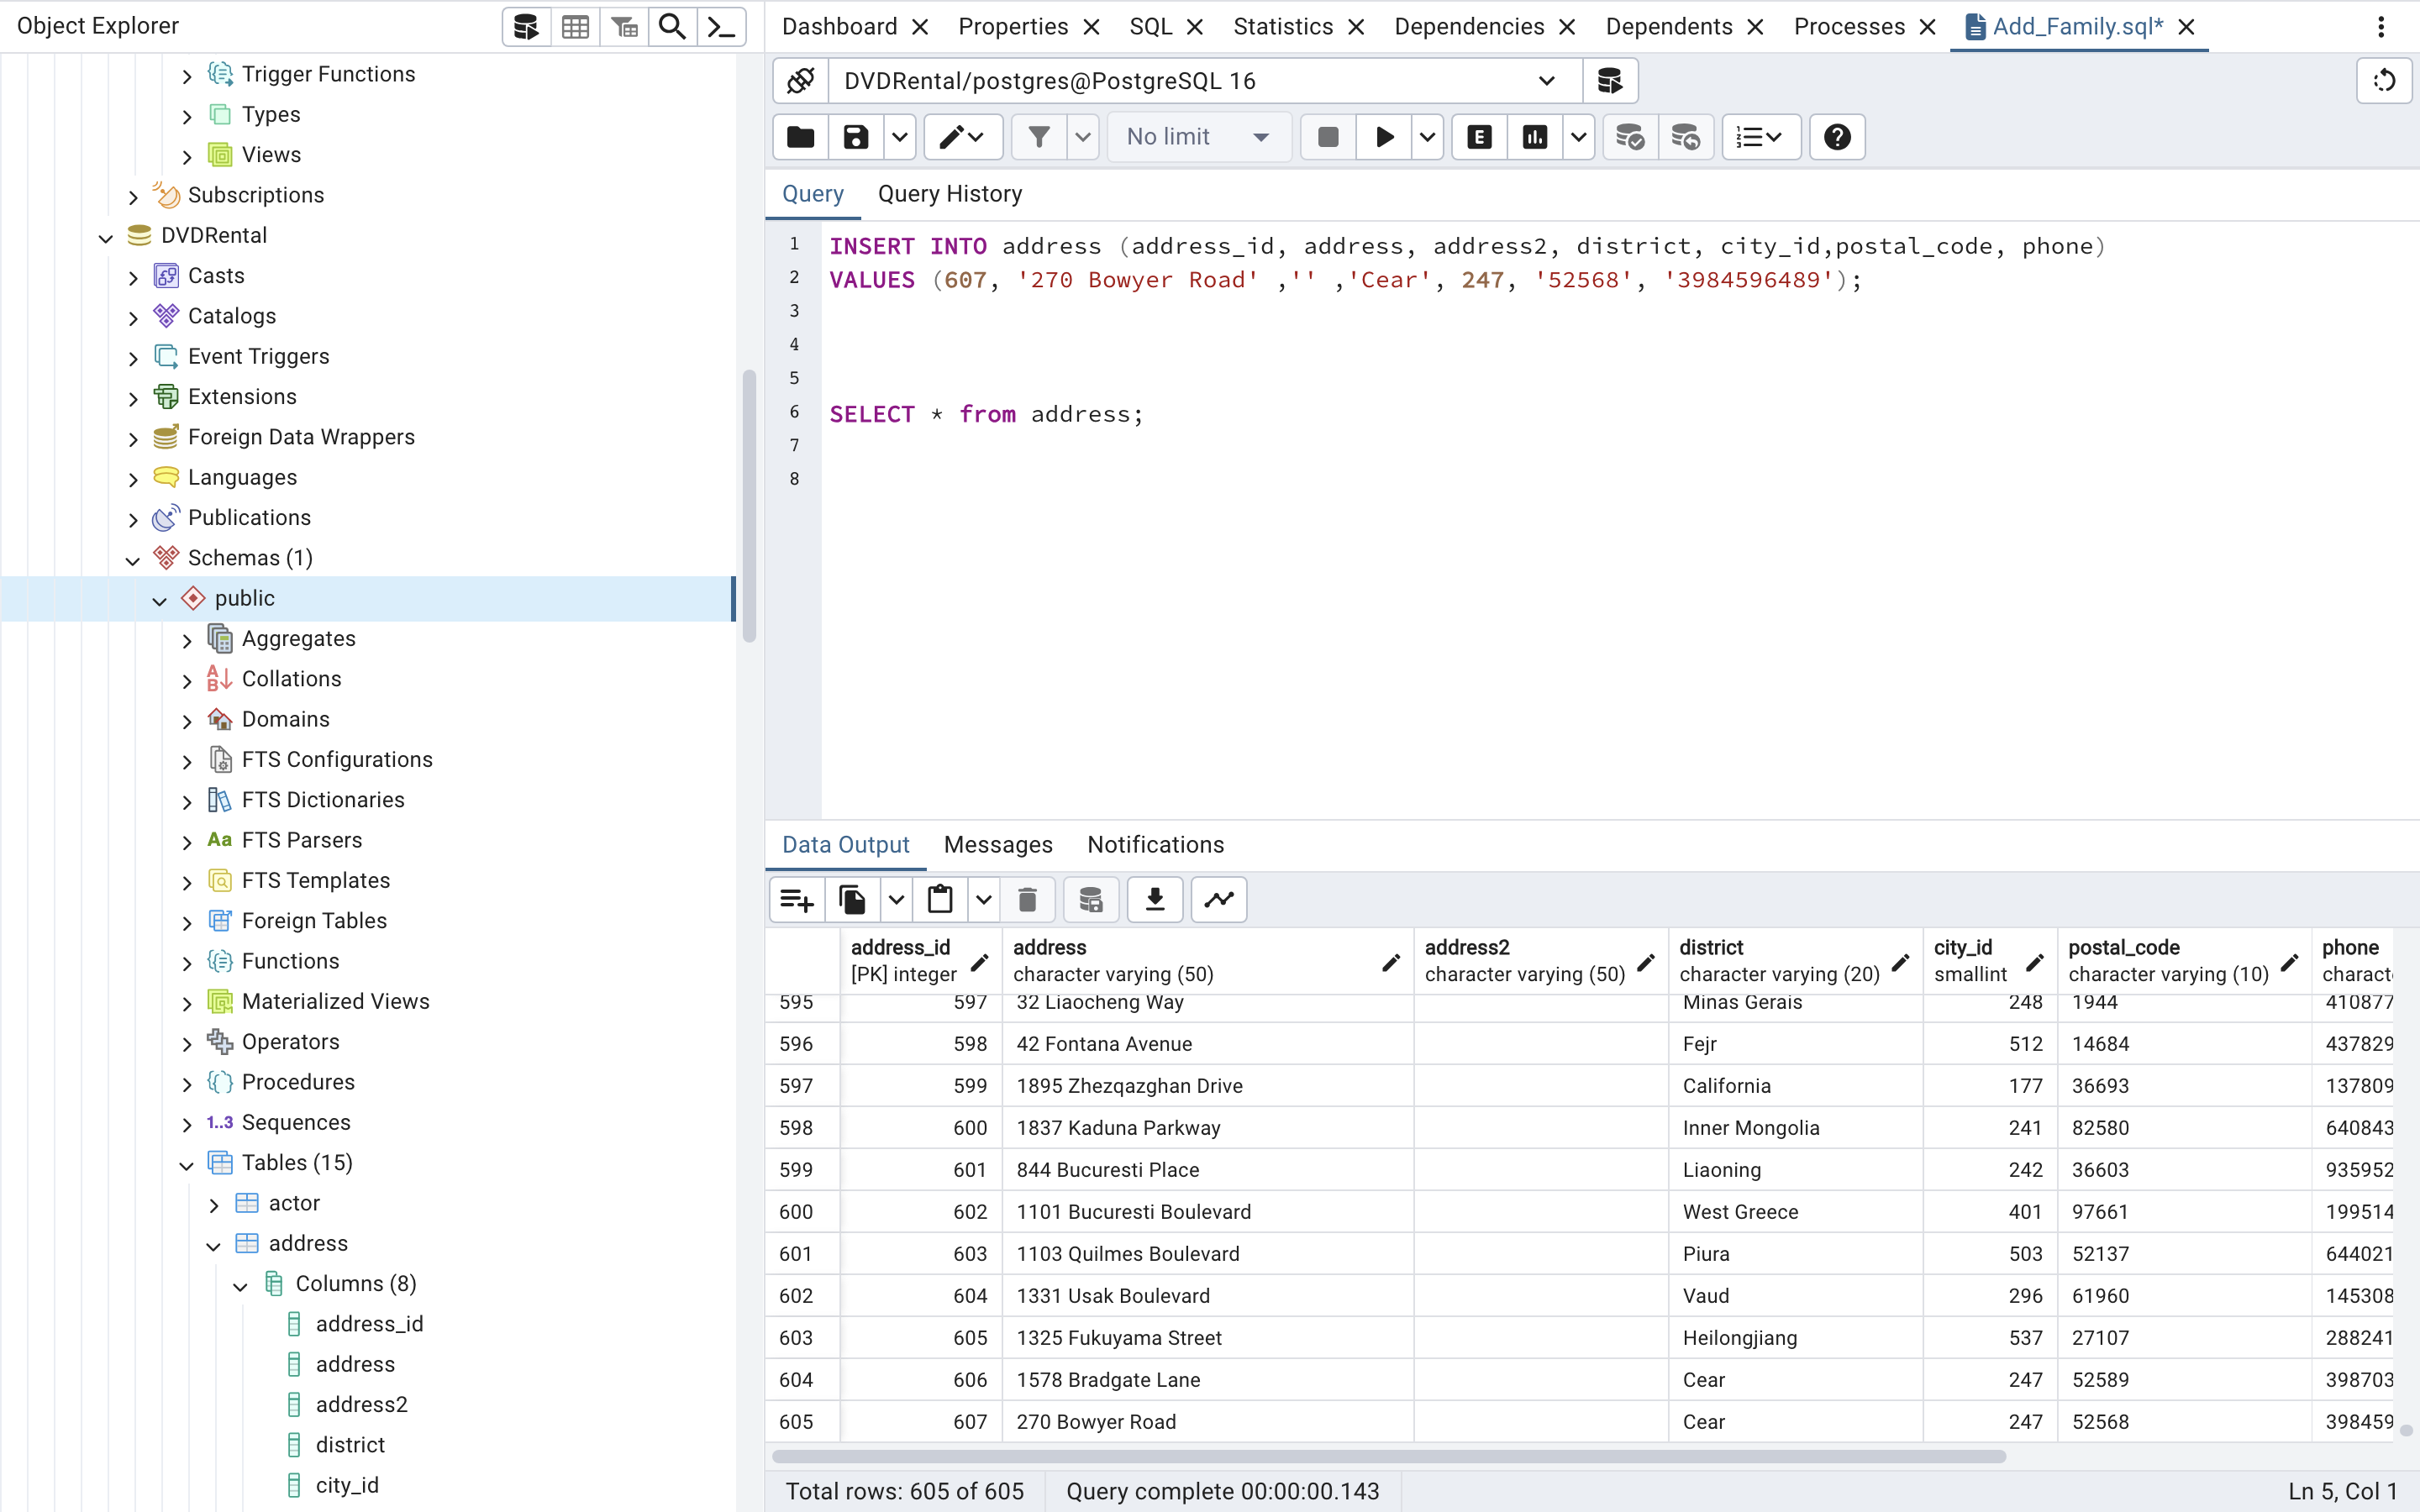 Object Explorer
Dashboard Properties SQL Statistics Dependencies Dependents Processes Add_Family.sql*
Trigger Functions
Types
Views
Subscriptions
DVDRental
Casts
Catalogs
Event Triggers
Extensions
Foreign Data Wrappers
Languages
Publications
Schemas (1)
public
Aggregates
Collations
Domains
FTS Configurations
FTS Dictionaries
Aa FTS Parsers
FTS Templates
Foreign Tables
Functions
Materialized Views
Operators
Procedures
1..3 Sequences
Tables (15)
actor
address
Columns (8)
address_id
address
address2
district
city_id
DVDRental/postgres@PostgreSQL 16
No limit
E
Query Query History
1 INSERT INTO address (address_id, address, address2, district, city_id,postal_code, phone)
2 VALUES (607, '270 Bowyer Road' ,'' ,'Cear', 247, '52568', '3984596489');
3
4
5
6 SELECT * from address;
7
8
Data Output Messages Notifications
address_id address address2 district city_id postal_code phone
[PK] integer character varying (50) character varying (50) character varying (20) smallint character varying (10) charact
595 597 32 Liaocheng Way Minas Gerais 248 1944 410877
596 598 42 Fontana Avenue Fejr 512 14684 437829
597 599 1895 Zhezqazghan Drive California 177 36693 137809
598 600 1837 Kaduna Parkway Inner Mongolia 241 82580 640843
599 601 844 Bucuresti Place Liaoning 242 36603 935952
600 602 1101 Bucuresti Boulevard West Greece 401 97661 199514
601 603 1103 Quilmes Boulevard Piura 503 52137 644021
602 604 1331 Usak Boulevard Vaud 296 61960 145308
603 605 1325 Fukuyama Street Heilongjiang 537 27107 288241
604 606 1578 Bradgate Lane Cear 247 52589 398703
605 607 270 Bowyer Road Cear 247 52568 398459
Total rows: 605 of 605 Query complete 00:00:00.143 Ln 5, Col 1